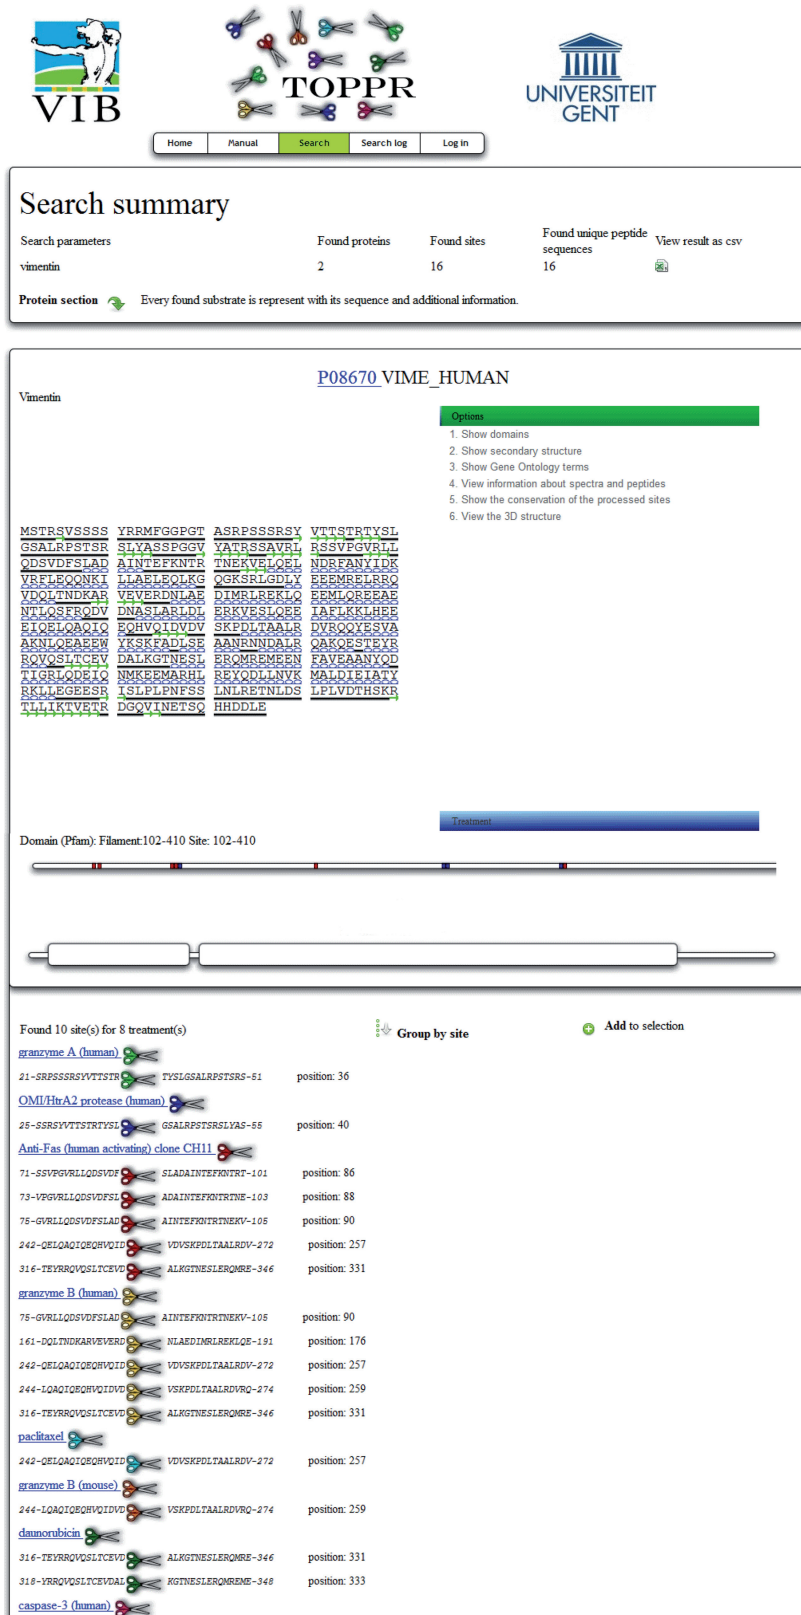 VIB
TOPPR
UNIVERSITEIT
GENT
Home Manual Search Search log Log in
Search summary
Search parameters Found proteins Found sites Found unique peptide sequences View result as csv
vimentin 2 16 16
Protein section Every found substrate is represent with its sequence and additional information.
P08670 VIME_HUMAN
Vimentin
Options
1. Show domains
2. Show secondary structure
3. Show Gene Ontology terms
4. View information about spectra and peptides
5. Show the conservation of the processed sites
6. View the 3D structure
MSTRSVSSSS YRRMFGGPGT ASRPSSSRSY VTTSTRTYSL
GSALRPSTSR SLYASSPGGV YATRSSAVRL RSSVPGVRLL
QDSVDFSLAD AINTEFKNTR TNEKVELQEL NDRFANYIDK
VRFLEQQNKI LLAELEQLKG QGKSRLGDLY EEEMRELRRQ
VDQLTNDKAR VEVERDNLAE DIMRLREKLQ EEMLQREEAE
NTLQSFRQDV DNASLARLDL ERKVESLQEE IAFLKKLHEE
EIQELQAQIQ EQHVQIDVDV SKPDLTAALR DVRQQYESVA
AKNLQEAEEW YKSKFADLSE AANRNNDALR QAKQESTEYR
RQVQSLTCEV DALKGTNESL ERQMREMEEN FAVEAANYQD
TIGRLQDEIQ NMKEEMARHL REYQDLLNVK MALDIEIATY
RKLLEGEESR ISLPLPNFSS LNLRETNLDS LPLVDTHSKR
TLLIKTVETR DGQVINETSQ HHDDLE
Treatment
Domain (Pfam): Filament:102-410 Site: 102-410
Found 10 site(s) for 8 treatment(s) Group by site Add to selection
granzyme A (human)
21-SRPSSSRSYVTTSTR TYSLGSALRPSTSRS-51 position: 36
OMI/HtrA2 protease (human)
25-SSRSYVTTSTRTYSL GSALRPSTSRSLYAS-55 position: 40
Anti-Fas (human activating) clone CH11
71-SSVPGVRLLQDSVDF SLADAINTEFKNTRT-101 position: 86
73-VPGVRLLQDSVDFSL ADAINTEFKNTRTNE-103 position: 88
75-GVRLLQDSVDFSLAD AINTEFKNTRTNEKV-105 position: 90
242-QELQAQIQEQHVQID VDVSKPDLTAALRDV-272 position: 257
316-TEYRRQVQSLTCEVD ALKGTNESLERQMRE-346 position: 331
granzyme B (human)
75-GVRLLQDSVDFSLAD AINTEFKNTRTNEKV-105 position: 90
161-DQLTNDKARVEVERD NLAEDIMRLREKLQE-191 position: 176
242-QELQAQIQEQHVQID VDVSKPDLTAALRDV-272 position: 257
244-LQAQIQEQHVQIDVD VSKPDLTAALRDVRQ-274 position: 259
316-TEYRRQVQSLTCEVD ALKGTNESLERQMRE-346 position: 331
paclitaxel
242-QELQAQIQEQHVQID VDVSKPDLTAALRDV-272 position: 257
granzyme B (mouse)
244-LQAQIQEQHVQIDVD VSKPDLTAALRDVRQ-274 position: 259
daunorubicin
316-TEYRRQVQSLTCEVD ALKGTNESLERQMRE-346 position: 331
318-YRRQVQSLTCEVDAL KGTNESLERQMREME-348 position: 333
caspase-3 (human)